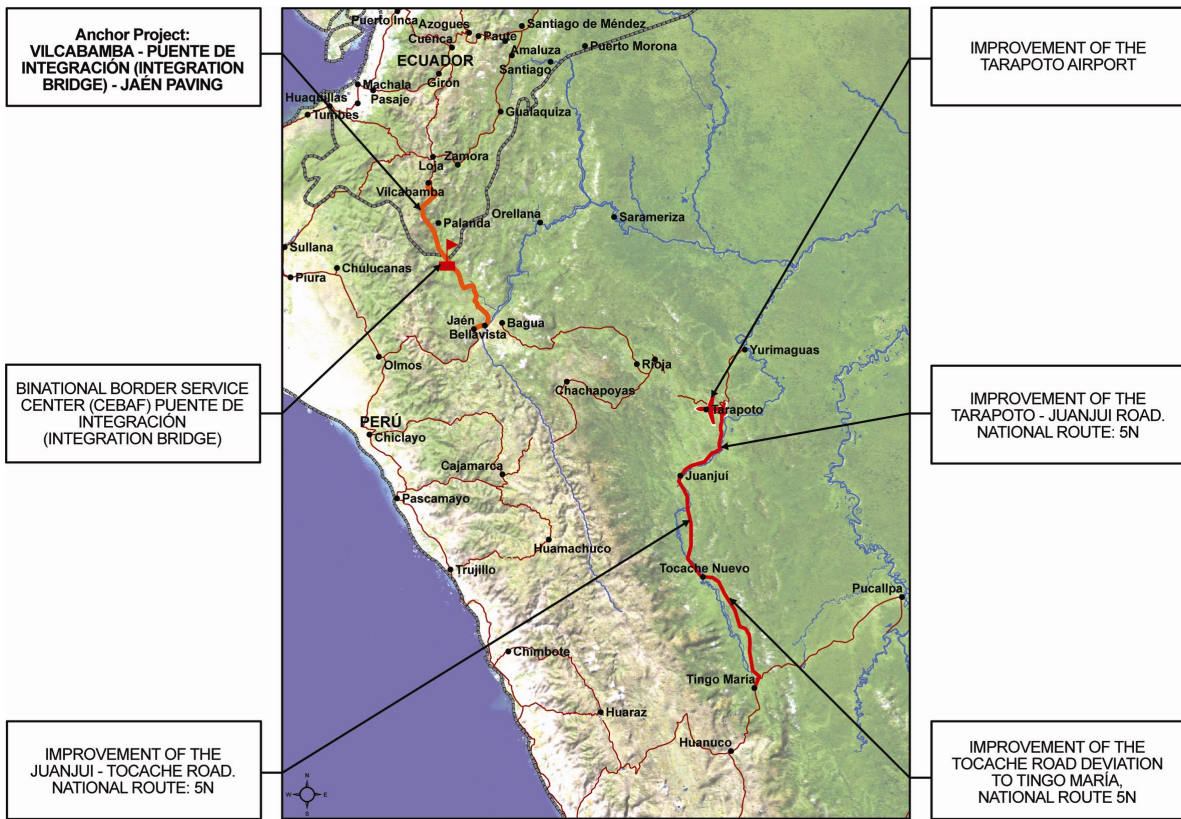 Anchor Project:
VILCABAMBA - PUENTE DE
INTEGRACIÓN (INTEGRATION
BRIDGE) - JAÉN PAVING
BINATIONAL BORDER SERVICE
CENTER (CEBAF) PUENTE DE
INTEGRACIÓN
(INTEGRATION BRIDGE)
IMPROVEMENT OF THE
JUANJUI - TOCACHE ROAD.
NATIONAL ROUTE: 5N
Puerto Inca
Azogues
Santiago de Méndez
Cuenca
Paute
Puerto Morona
Amaluza
ECUADOR
Santiago
Girón
Machala
Pasaje
Huaquillas
Tumbes
Gualaquiza
Zamora
Loja
Vilcabamba
Palanda
Orellana
Sarameriza
Sullana
Chulucanas
Piura
Jaén
Bagua
Bellavista
Yurimaguas
Olmos
Rioja
Chachapoyas
Tarapoto
PERÚ
Chiclayo
Cajamarca
Juanjuí
Pascamayo
Huamachuco
Trujillo
Tocache Nuevo
Pucallpa
Chimbote
Tingo María
Huaraz
Huanuco
N
W E
S
IMPROVEMENT OF THE
TARAPOTO AIRPORT
IMPROVEMENT OF THE
TARAPOTO - JUANJUI ROAD.
NATIONAL ROUTE: 5N
IMPROVEMENT OF THE
TOCACHE ROAD DEVIATION
TO TINGO MARÍA,
NATIONAL ROUTE 5N